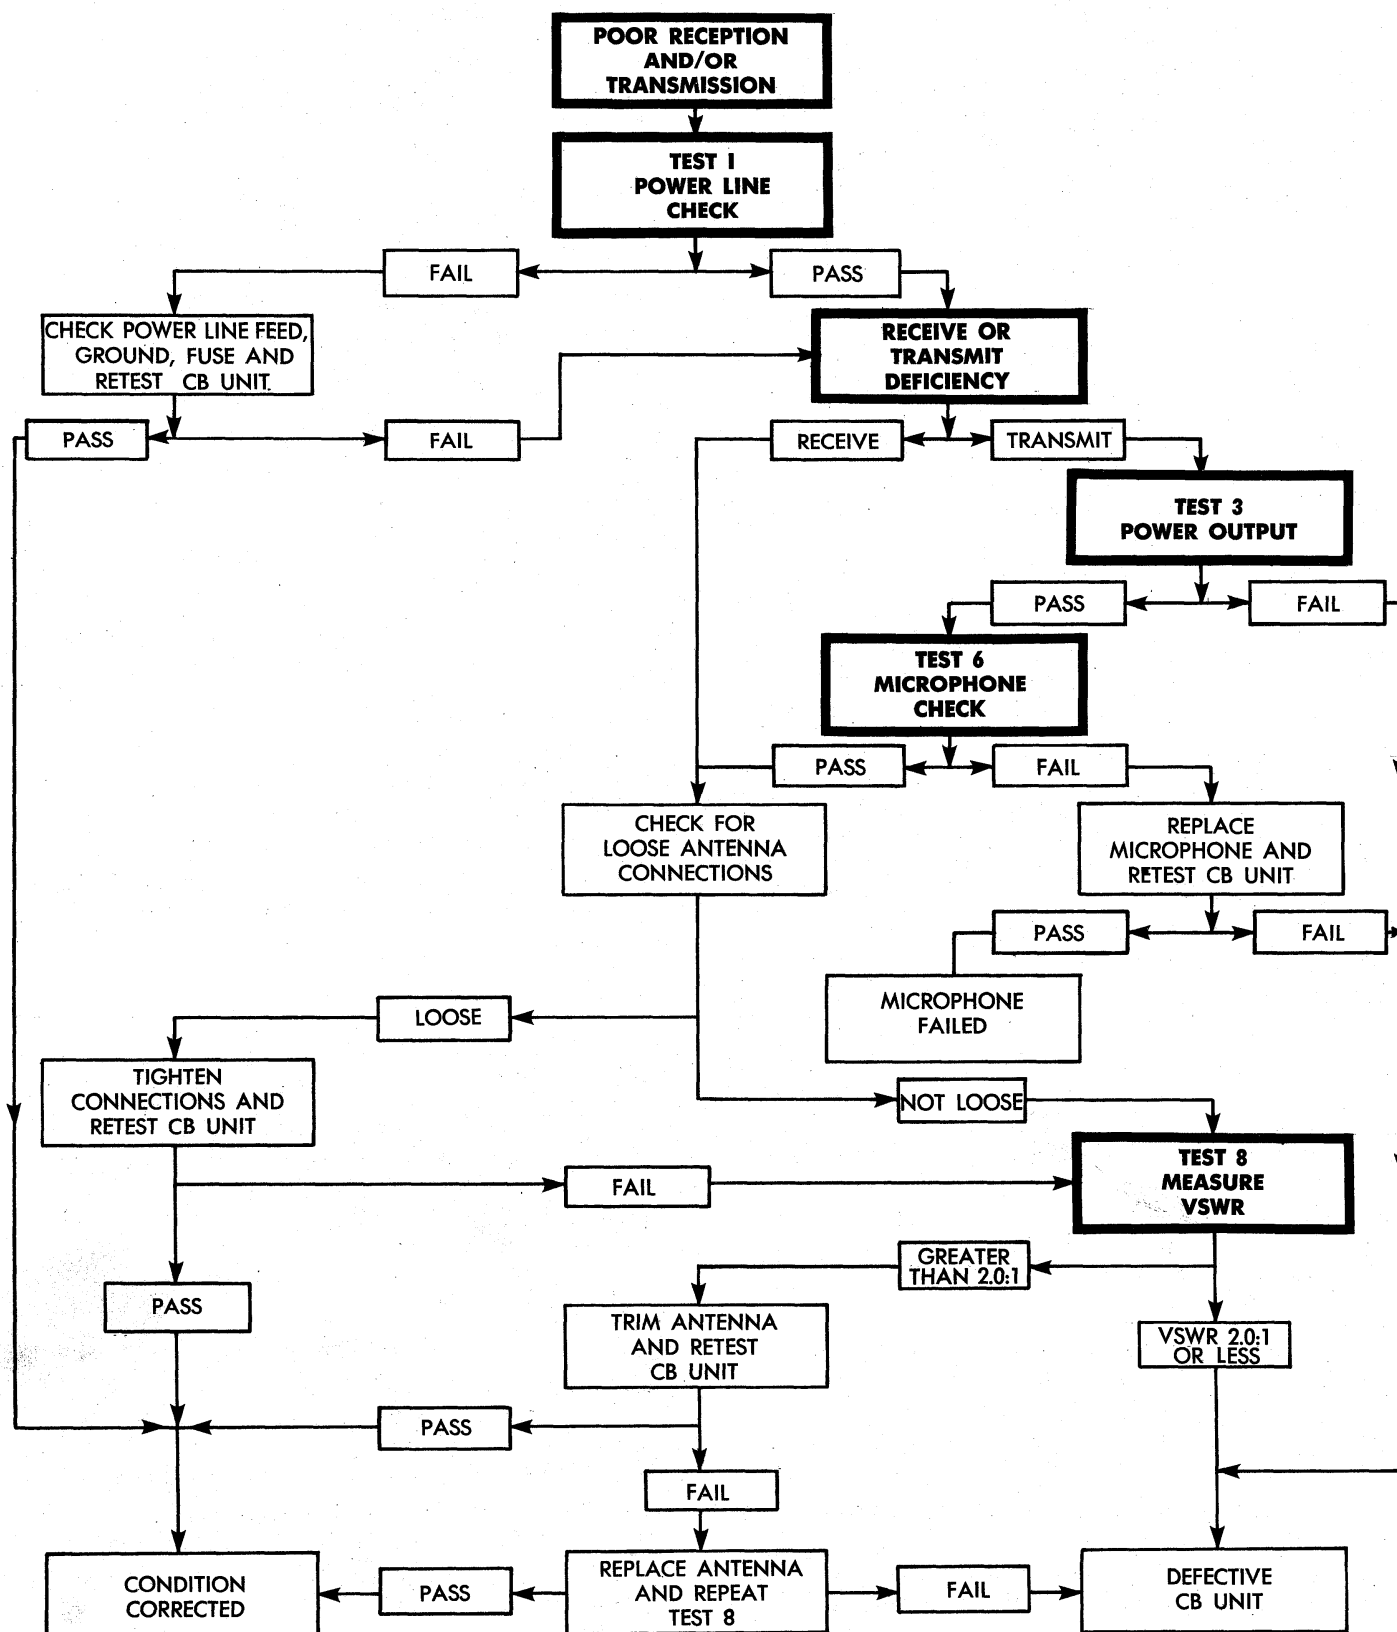 POOR RECEPTION
AND/OR
TRANSMISSION
TEST 1
POWER LINE
CHECK
FAIL
PASS
CHECK POWER LINE FEED,
GROUND, FUSE AND
RETEST CB UNIT.
RECEIVE OR
TRANSMIT
DEFICIENCY
PASS
FAIL
RECEIVE
TRANSMIT
TEST 3
POWER OUTPUT
PASS
FAIL
TEST 6
MICROPHONE
CHECK
PASS
FAIL
CHECK FOR
LOOSE ANTENNA
CONNECTIONS
REPLACE
MICROPHONE AND
RETEST CB UNIT
PASS
FAIL
MICROPHONE
FAILED
LOOSE
TIGHTEN
CONNECTIONS AND
RETEST CB UNIT
NOT LOOSE
TEST 8
MEASURE
VSWR
FAIL
GREATER
THAN 2.0:1
PASS
TRIM ANTENNA
AND RETEST
CB UNIT
VSWR 2.0:1
OR LESS
PASS
FAIL
CONDITION
CORRECTED
PASS
REPLACE ANTENNA
AND REPEAT
TEST 8
FAIL
DEFECTIVE
CB UNIT